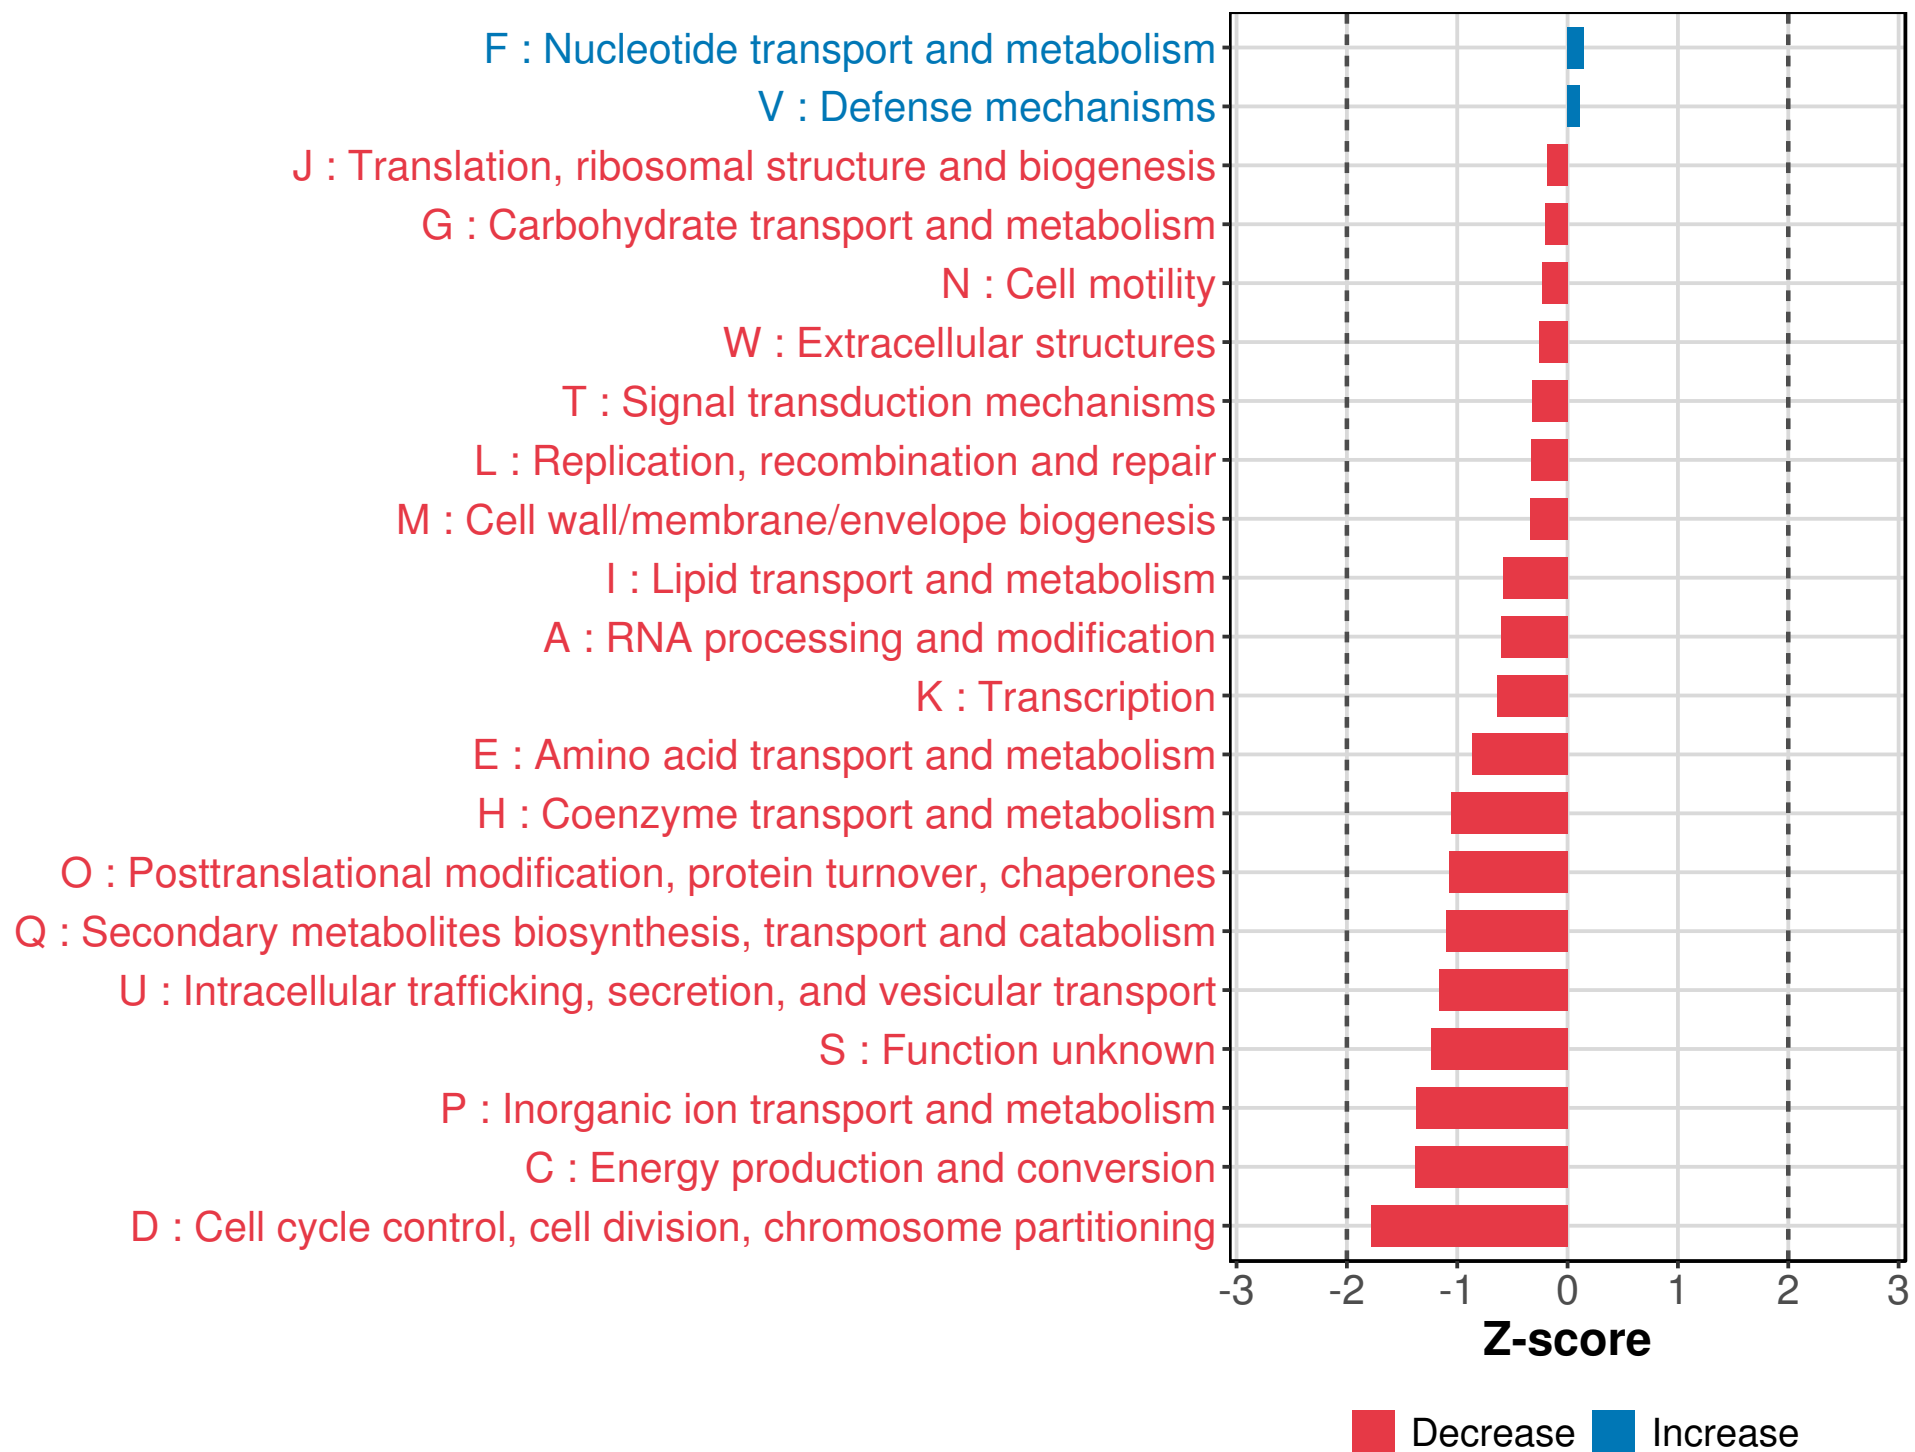 F : Nucleotide transport and metabolism
V : Defense mechanisms
J : Translation, ribosomal structure and biogenesis
G : Carbohydrate transport and metabolism
N : Cell motility
W : Extracellular structures
T : Signal transduction mechanisms
L : Replication, recombination and repair
M : Cell wall/membrane/envelope biogenesis
I : Lipid transport and metabolism
A : RNA processing and modification
K : Transcription
E : Amino acid transport and metabolism
H : Coenzyme transport and metabolism
O : Posttranslational modification, protein turnover, chaperones
Q : Secondary metabolites biosynthesis, transport and catabolism
U : Intracellular trafficking, secretion, and vesicular transport
S : Function unknown
P : Inorganic ion transport and metabolism
C : Energy production and conversion
D : Cell cycle control, cell division, chromosome partitioning
-3 -2 -1 0 1 2 3
Z-score
Decrease Increase